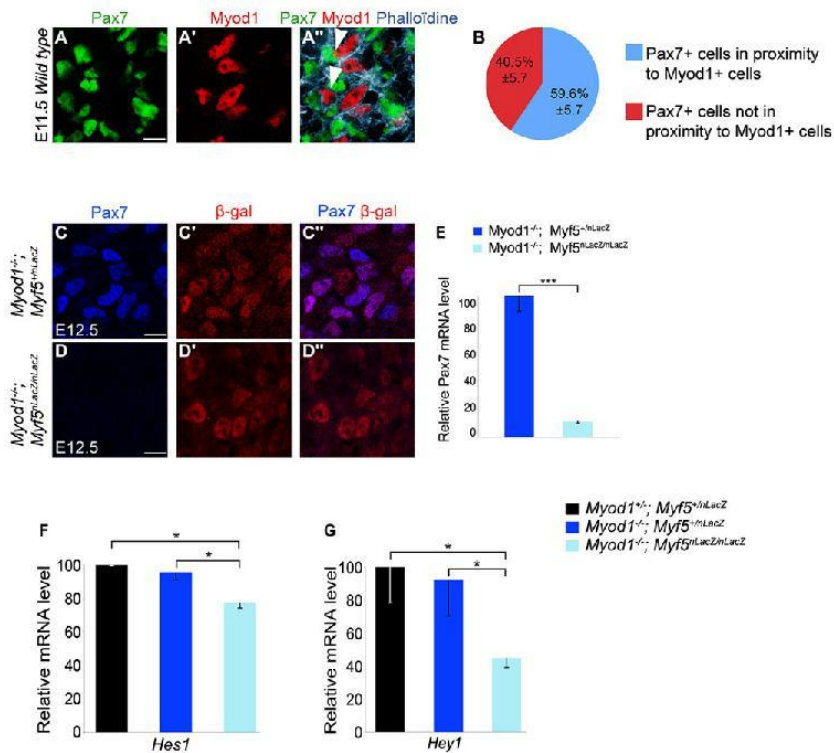 Pax7
Myod1
Pax7 Myod1 Phalloïdine
E11.5 Wild type
A
A'
A"
B
40.5%
±5.7
59.6%
±5.7
Pax7+ cells in proximity
to Myod1+ cells
Pax7+ cells not in
proximity to Myod1+ cells
Pax7
β-gal
Pax7 β-gal
Myod1-/-;
Myf5+/nLacZ
C
E12.5
C'
C"
Myod1-/-;
Myf5nLacZ/nLacZ
D
E12.5
D'
D"
E
Myod1-/-; Myf5+/nLacZ
Myod1-/-; Myf5nLacZ/nLacZ
***
Relative Pax7 mRNA level
100
80
60
40
20
0
Myod1+/-; Myf5+/nLacZ
Myod1-/-; Myf5+/nLacZ
Myod1-/-; Myf5nLacZ/nLacZ
F
*
*
Relative mRNA level
100
80
60
40
20
0
Hes1
G
*
*
Relative mRNA level
100
80
60
40
20
0
Hey1